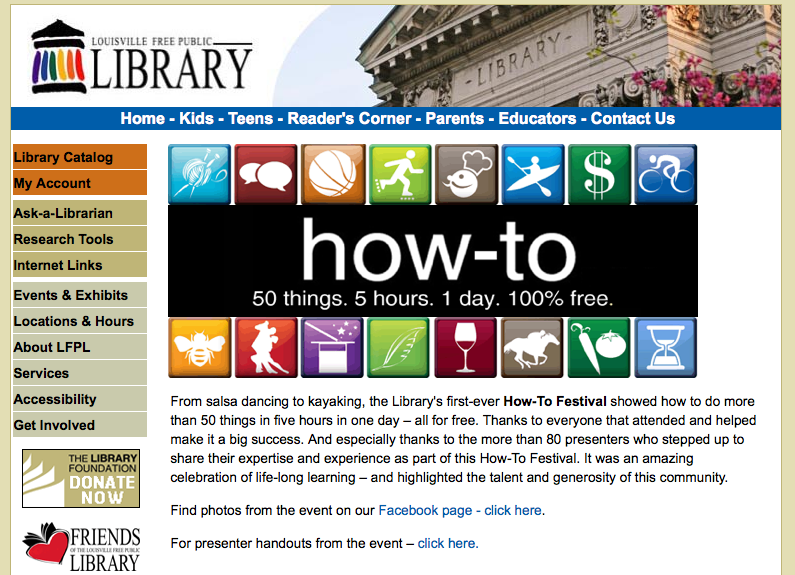 LOUISVILLE FREE PUBLIC
LIBRARY
- LIBRARY -
Home - Kids - Teens - Reader's Corner - Parents - Educators - Contact Us
Library Catalog
My Account
Ask-a-Librarian
Research Tools
Internet Links
Events & Exhibits
Locations & Hours
About LFPL
Services
Accessibility
Get Involved
THE LIBRARY
FOUNDATION
DONATE
NOW
FRIENDS
OF THE LOUISVILLE FREE PUBLIC
LIBRARY
$
how-to
50 things. 5 hours. 1 day. 100% free.
From salsa dancing to kayaking, the Library's first-ever How-To Festival showed how to do more
than 50 things in five hours in one day – all for free. Thanks to everyone that attended and helped
make it a big success. And especially thanks to the more than 80 presenters who stepped up to
share their expertise and experience as part of this How-To Festival. It was an amazing
celebration of life-long learning – and highlighted the talent and generosity of this community.
Find photos from the event on our Facebook page - click here.
For presenter handouts from the event – click here.